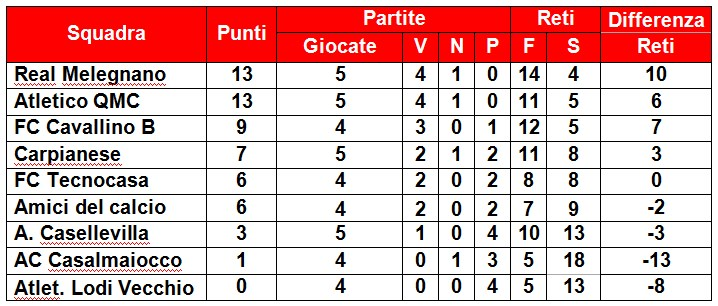 Squadra Punti Partite Reti Differenza Reti
Giocate V N P F S
Real Melegnano 13 5 4 1 0 14 4 10
Atletico QMC 13 5 4 1 0 11 5 6
FC Cavallino B 9 4 3 0 1 12 5 7
Carpianese 7 5 2 1 2 11 8 3
FC Tecnocasa 6 4 2 0 2 8 8 0
Amici del calcio 6 4 2 0 2 7 9 -2
A. Casellevilla 3 5 1 0 4 10 13 -3
AC Casalmaiocco 1 4 0 1 3 5 18 -13
Atlet. Lodi Vecchio 0 4 0 0 4 5 13 -8